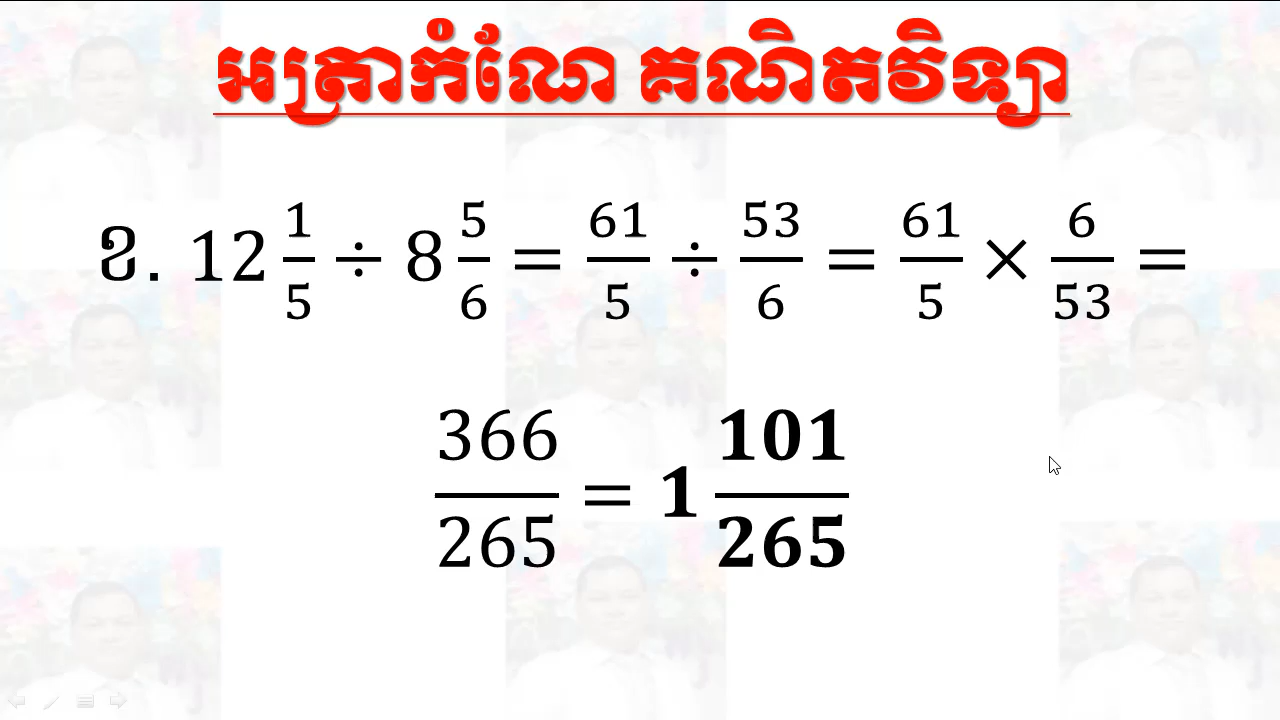 អត្រាកំណែ គណិតវិទ្យា
ខ. 12 1/5 ÷ 8 5/6 = 61/5 ÷ 53/6 = 61/5 × 6/53 =
366/265 = 1 101/265